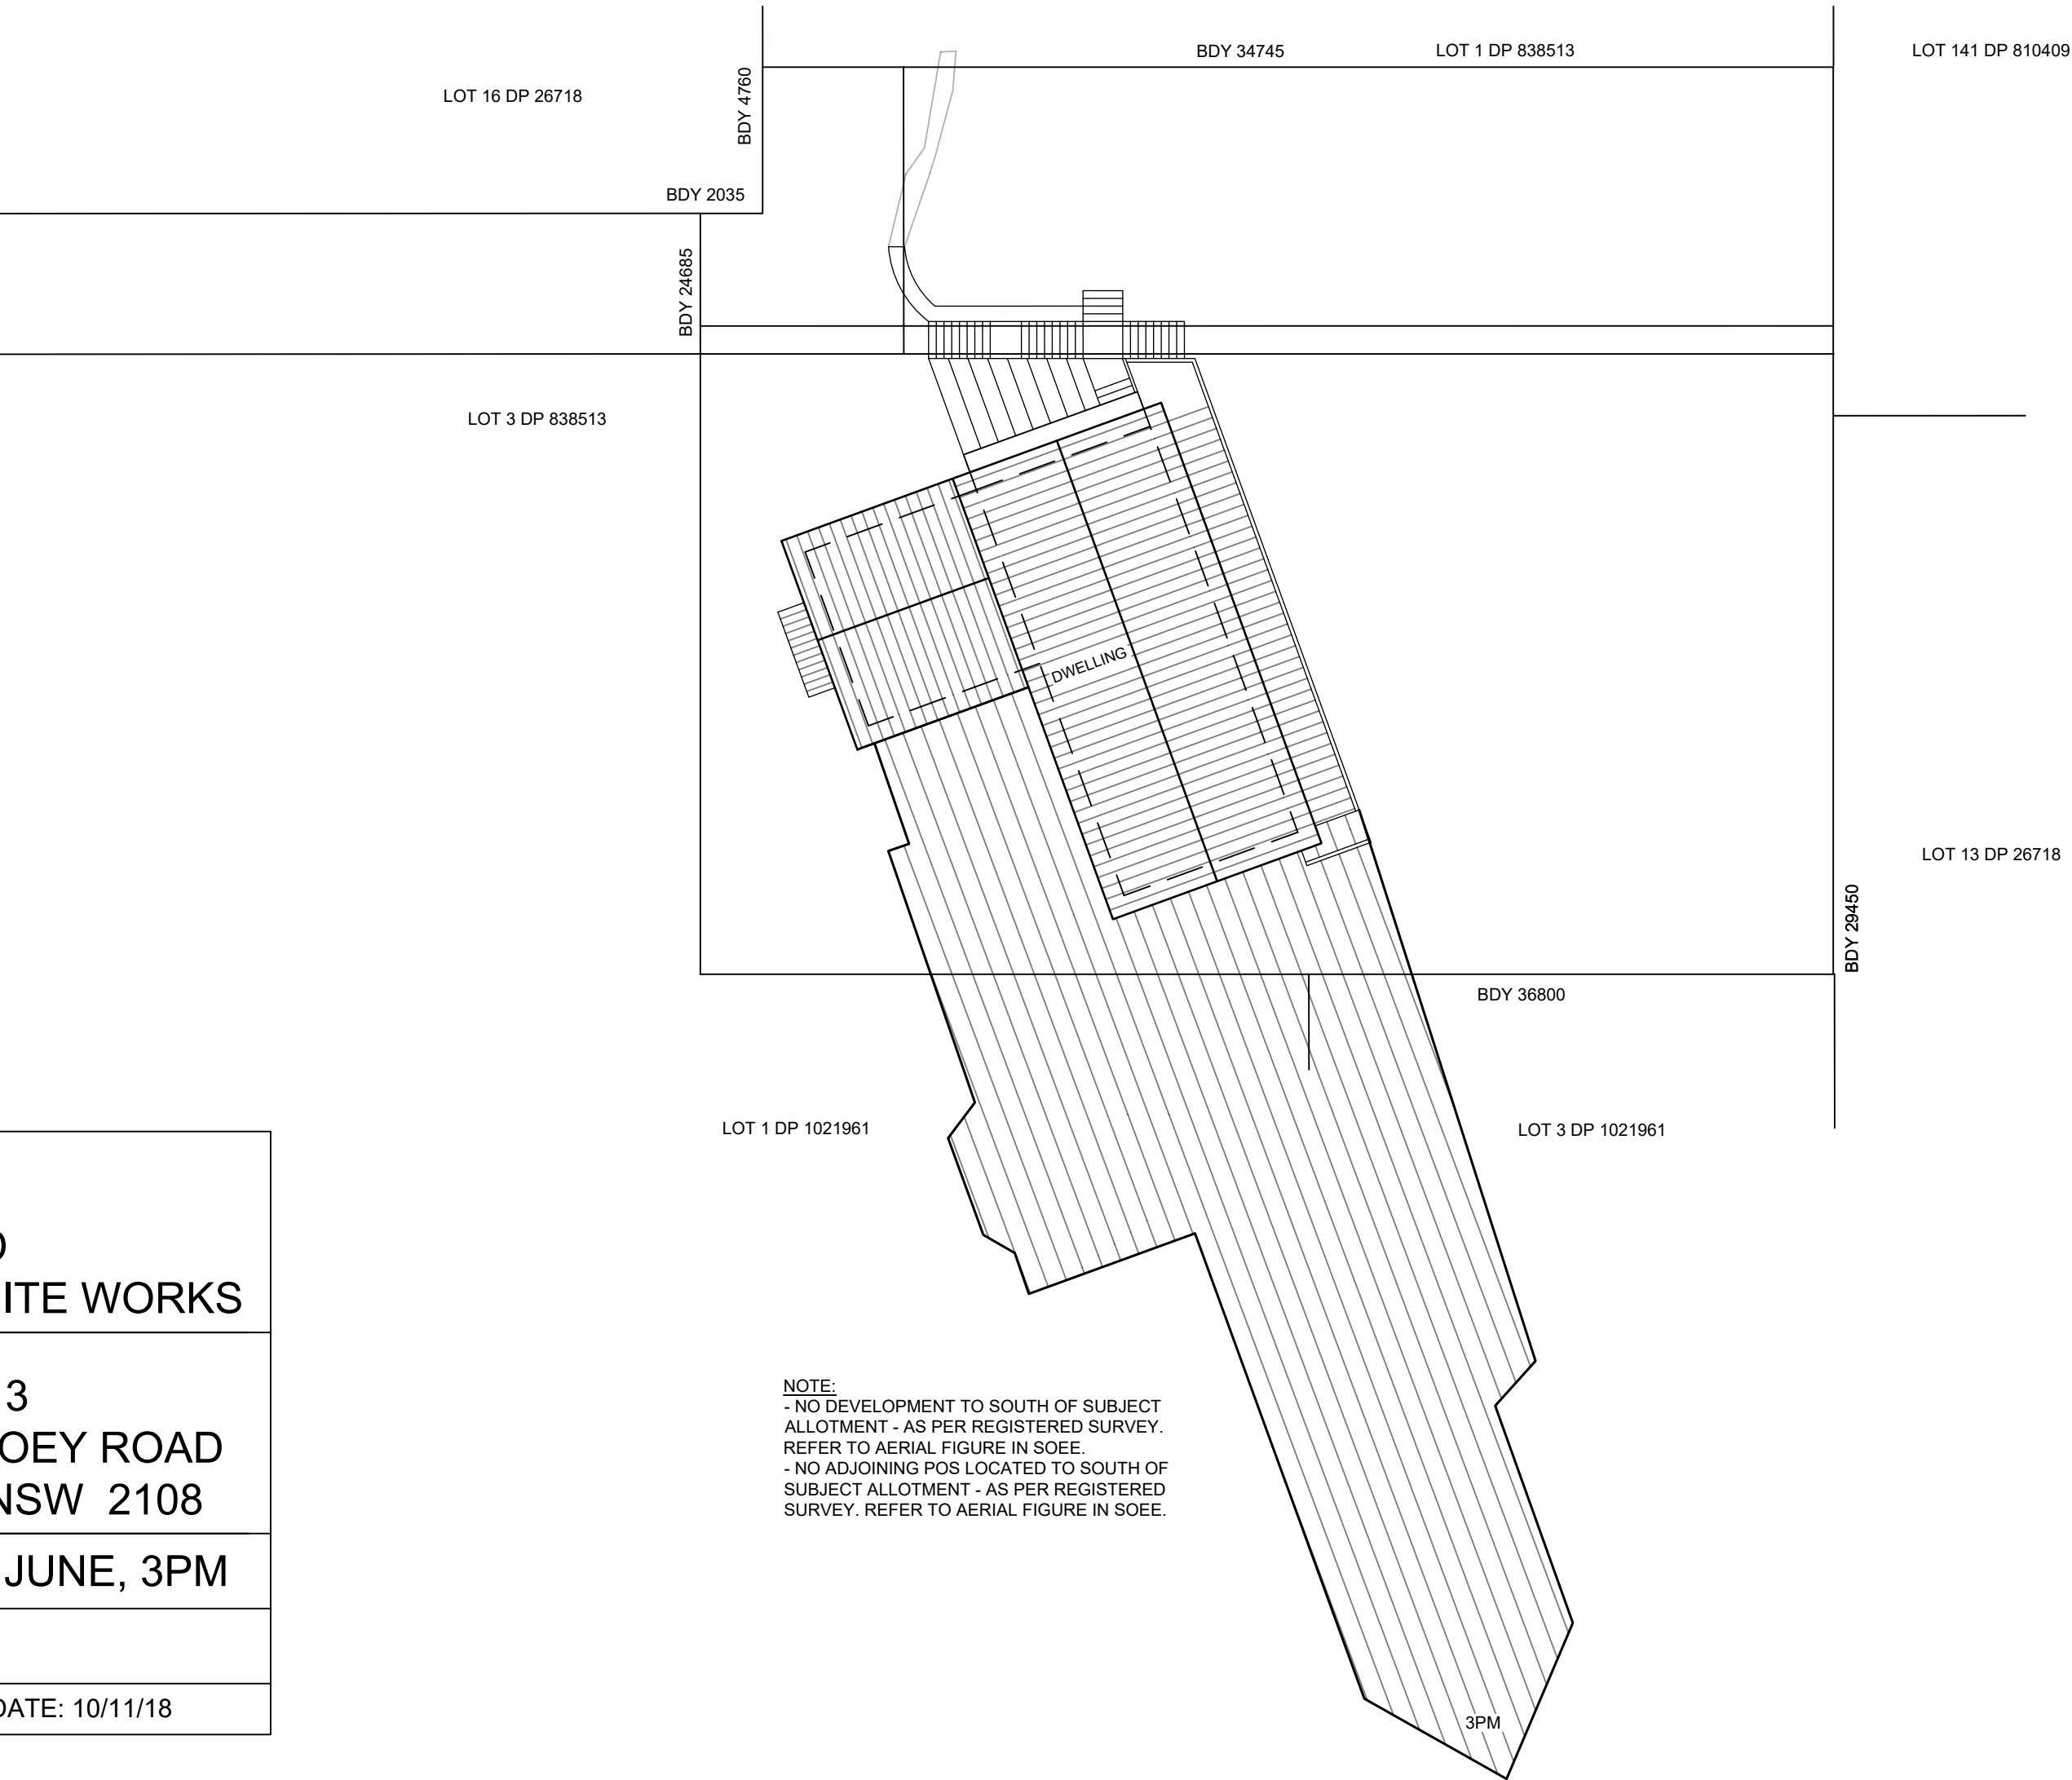 BDY 34745
LOT 1 DP 838513
LOT 141 DP 810409
LOT 16 DP 26718
BDY 4760
BDY 2035
BDY 24685
LOT 3 DP 838513
DWELLING
LOT 13 DP 26718
BDY 29450
BDY 36800
LOT 1 DP 1021961
LOT 3 DP 1021961
ITE WORKS
3
OEY ROAD
NSW 2108
JUNE, 3PM
DATE: 10/11/18
NOTE:
- NO DEVELOPMENT TO SOUTH OF SUBJECT
ALLOTMENT - AS PER REGISTERED SURVEY.
REFER TO AERIAL FIGURE IN SOEE.
- NO ADJOINING POS LOCATED TO SOUTH OF
SUBJECT ALLOTMENT - AS PER REGISTERED
SURVEY. REFER TO AERIAL FIGURE IN SOEE.
3PM